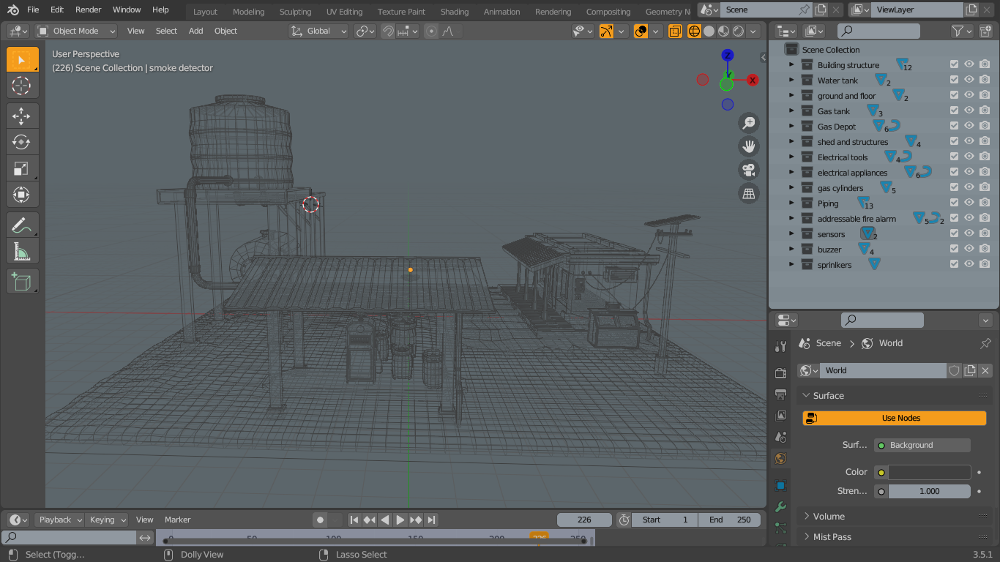 File Edit Render Window Help Layout Modeling Sculpting UV Editing Texture Paint Shading Animation Rendering Compositing Geometry No Scene ViewLayer
Object Mode View Select Add Object Global
User Perspective
(226) Scene Collection | smoke detector
Z
Y
X
Scene Collection
Building structure 12
Water tank 2
ground and floor 2
Gas tank 3
Gas Depot 6
shed and structures 4
Electrical tools 4
electrical appliances 6
gas cylinders 5
Piping 13
addressable fire alarm 5 2
sensors 2
buzzer 4
sprinkers
Scene > World
World
Surface
Use Nodes
Surf... Background
Color
Stren... 1.000
Volume
Mist Pass
Playback Keying View Marker 226 Start 1 End 250
0 50 100 150 200 226 250
Select (Togg... Dolly View Lasso Select 3.5.1